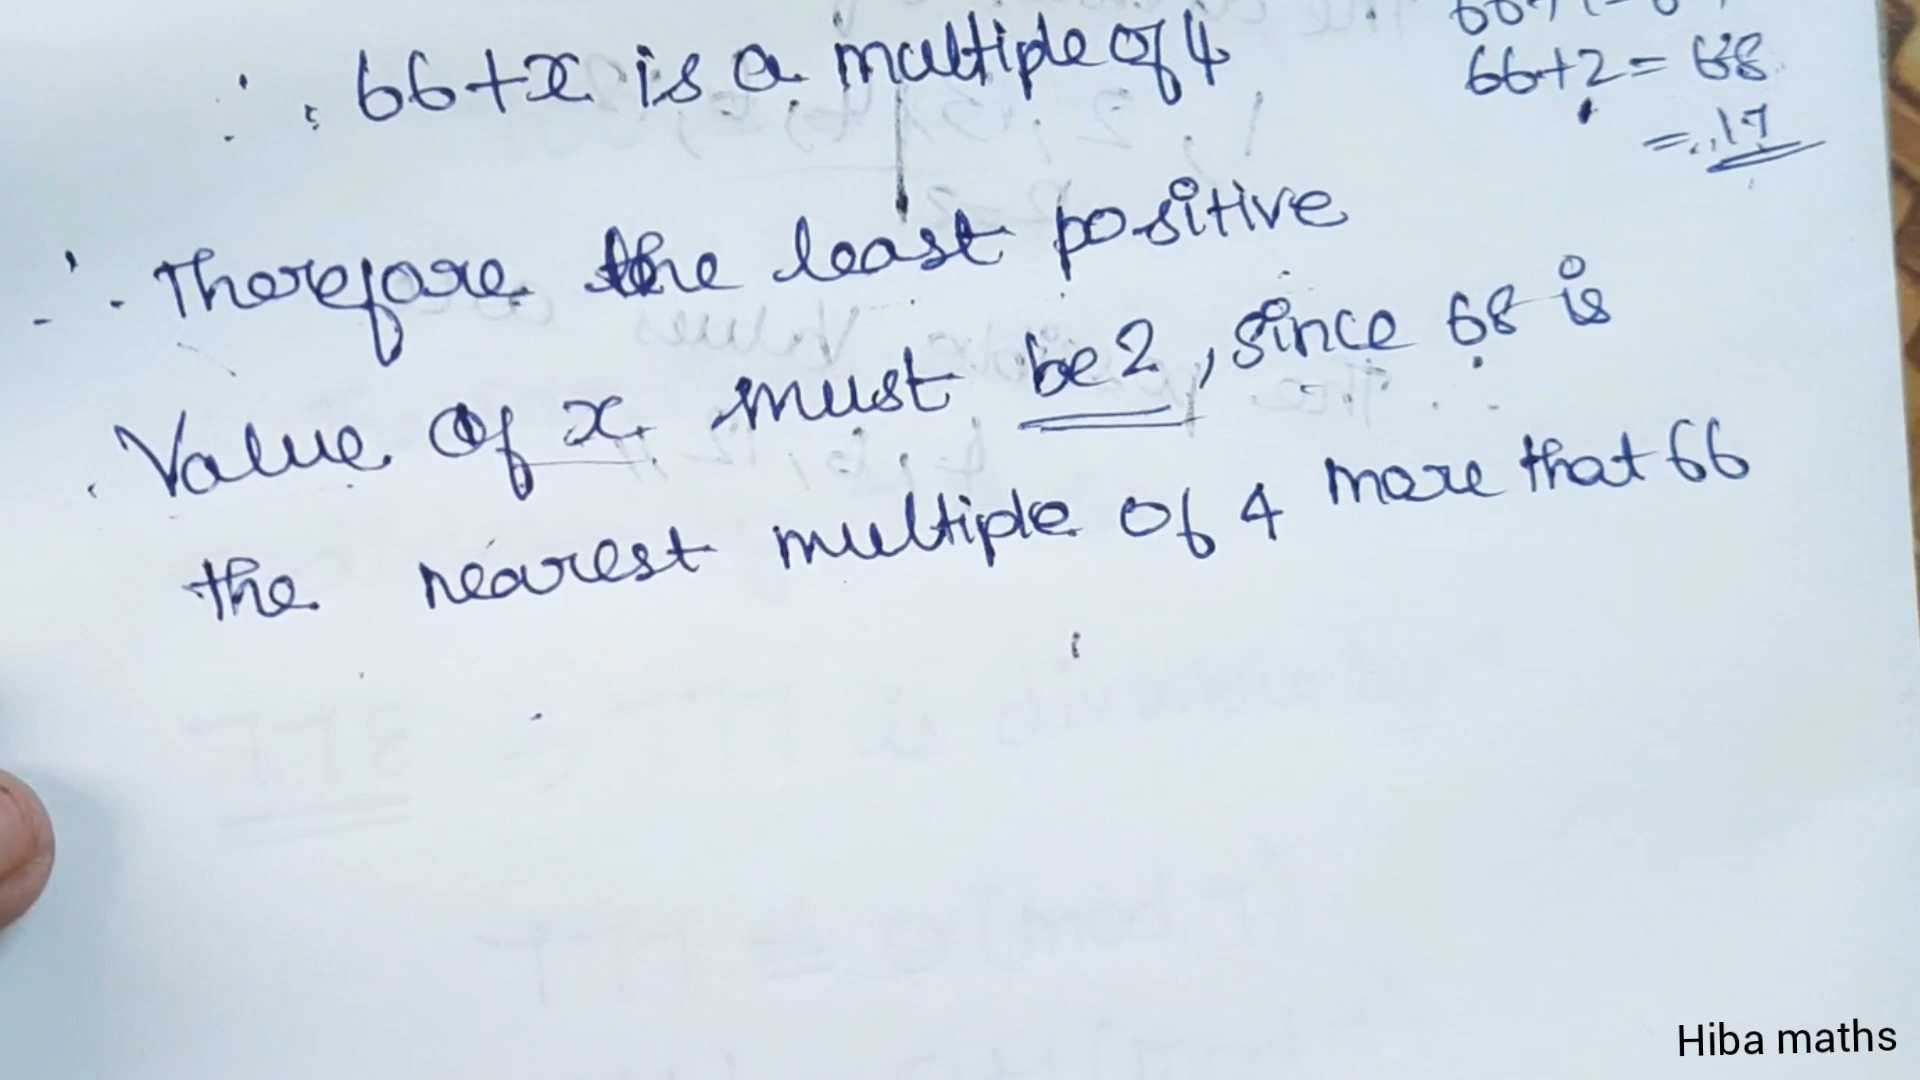 ∴ 66+x is a multiple of 4
66+2 = 68
= 17
∴ Therefore the least positive
Value of x must be 2, since 68 is
the nearest multiple of 4 more that 66
Hiba maths